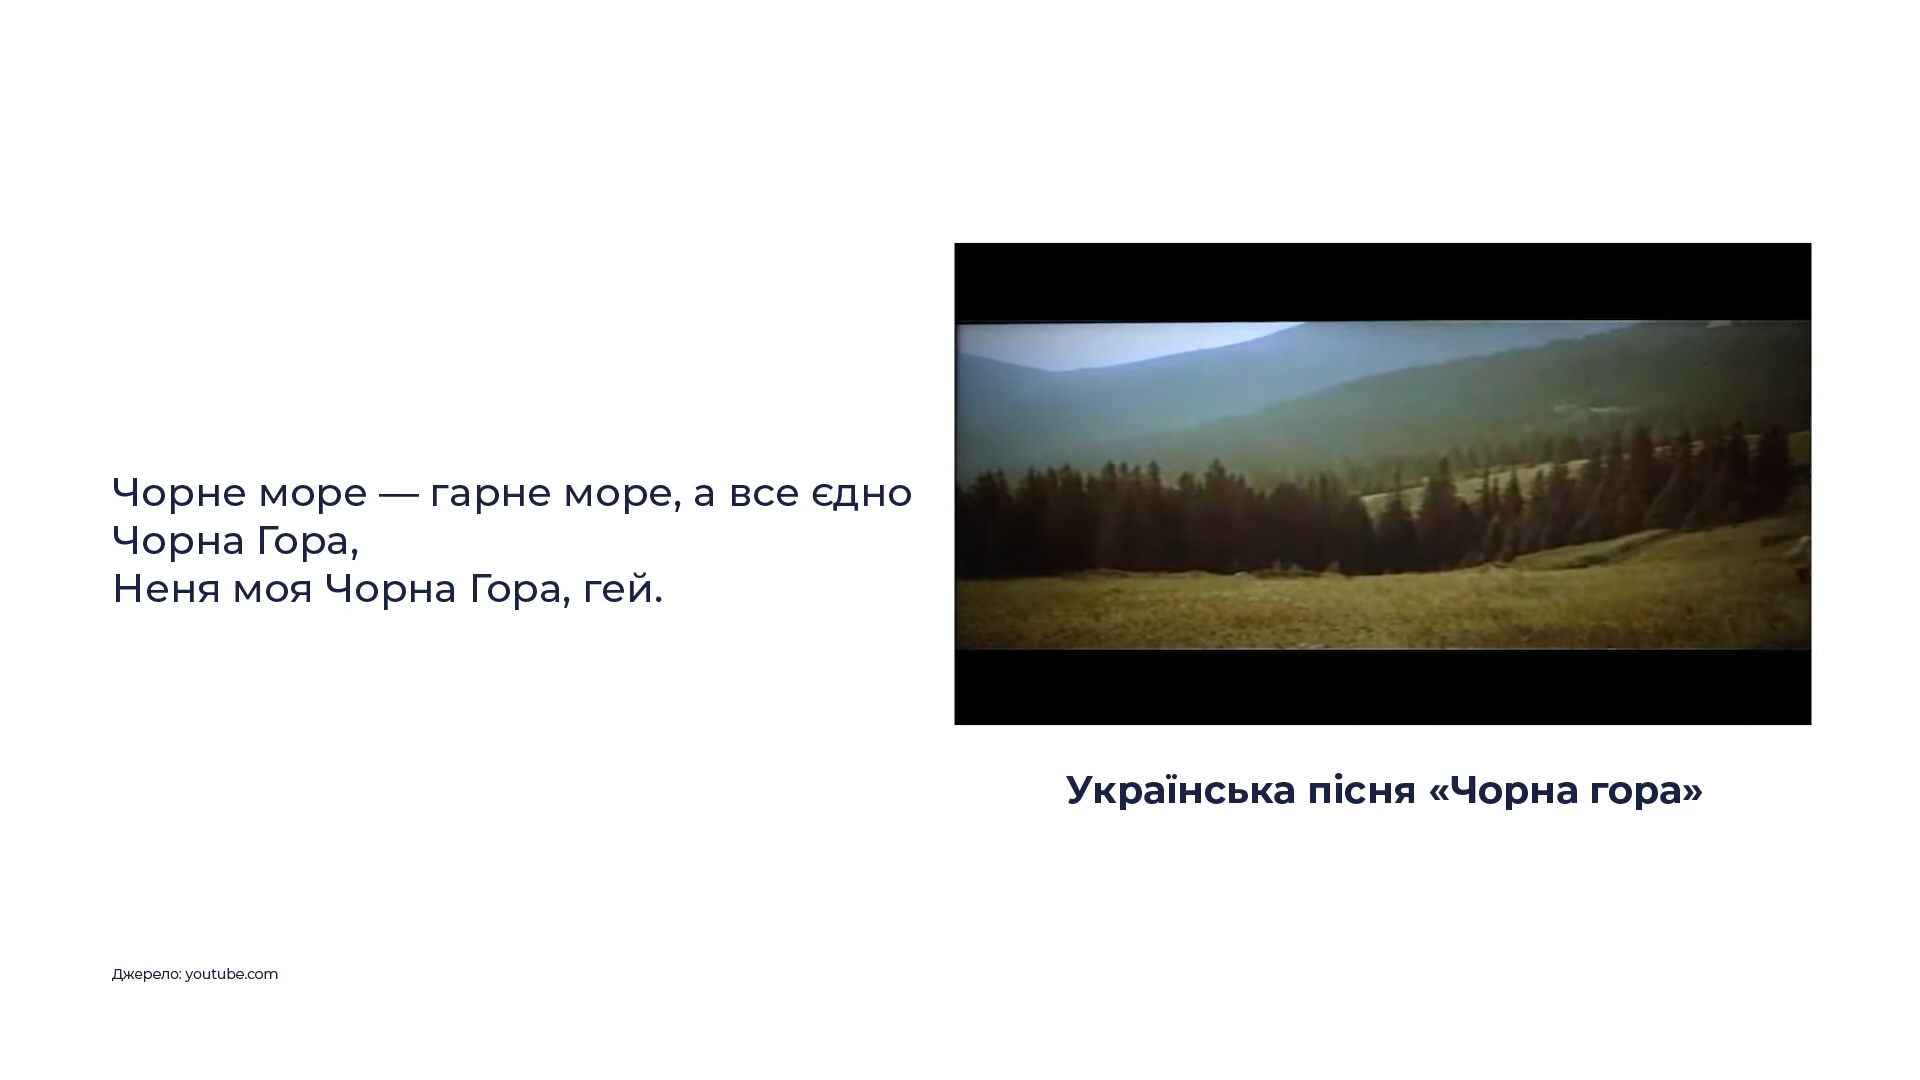 Чорне море — гарне море, а все єдно
Чорна Гора,
Неня моя Чорна Гора, гей.
Українська пісня «Чорна гора»
Джерело: youtube.com